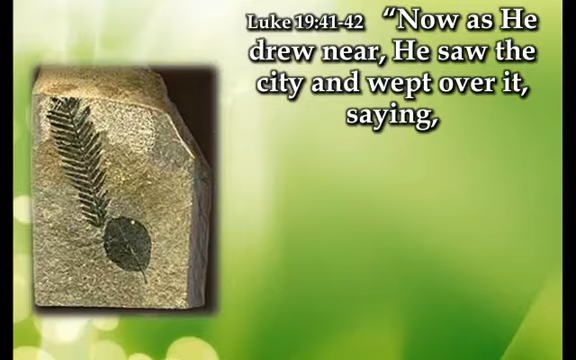 Luke 19:41-42 “Now as He
drew near, He saw the
city and wept over it,
saying,